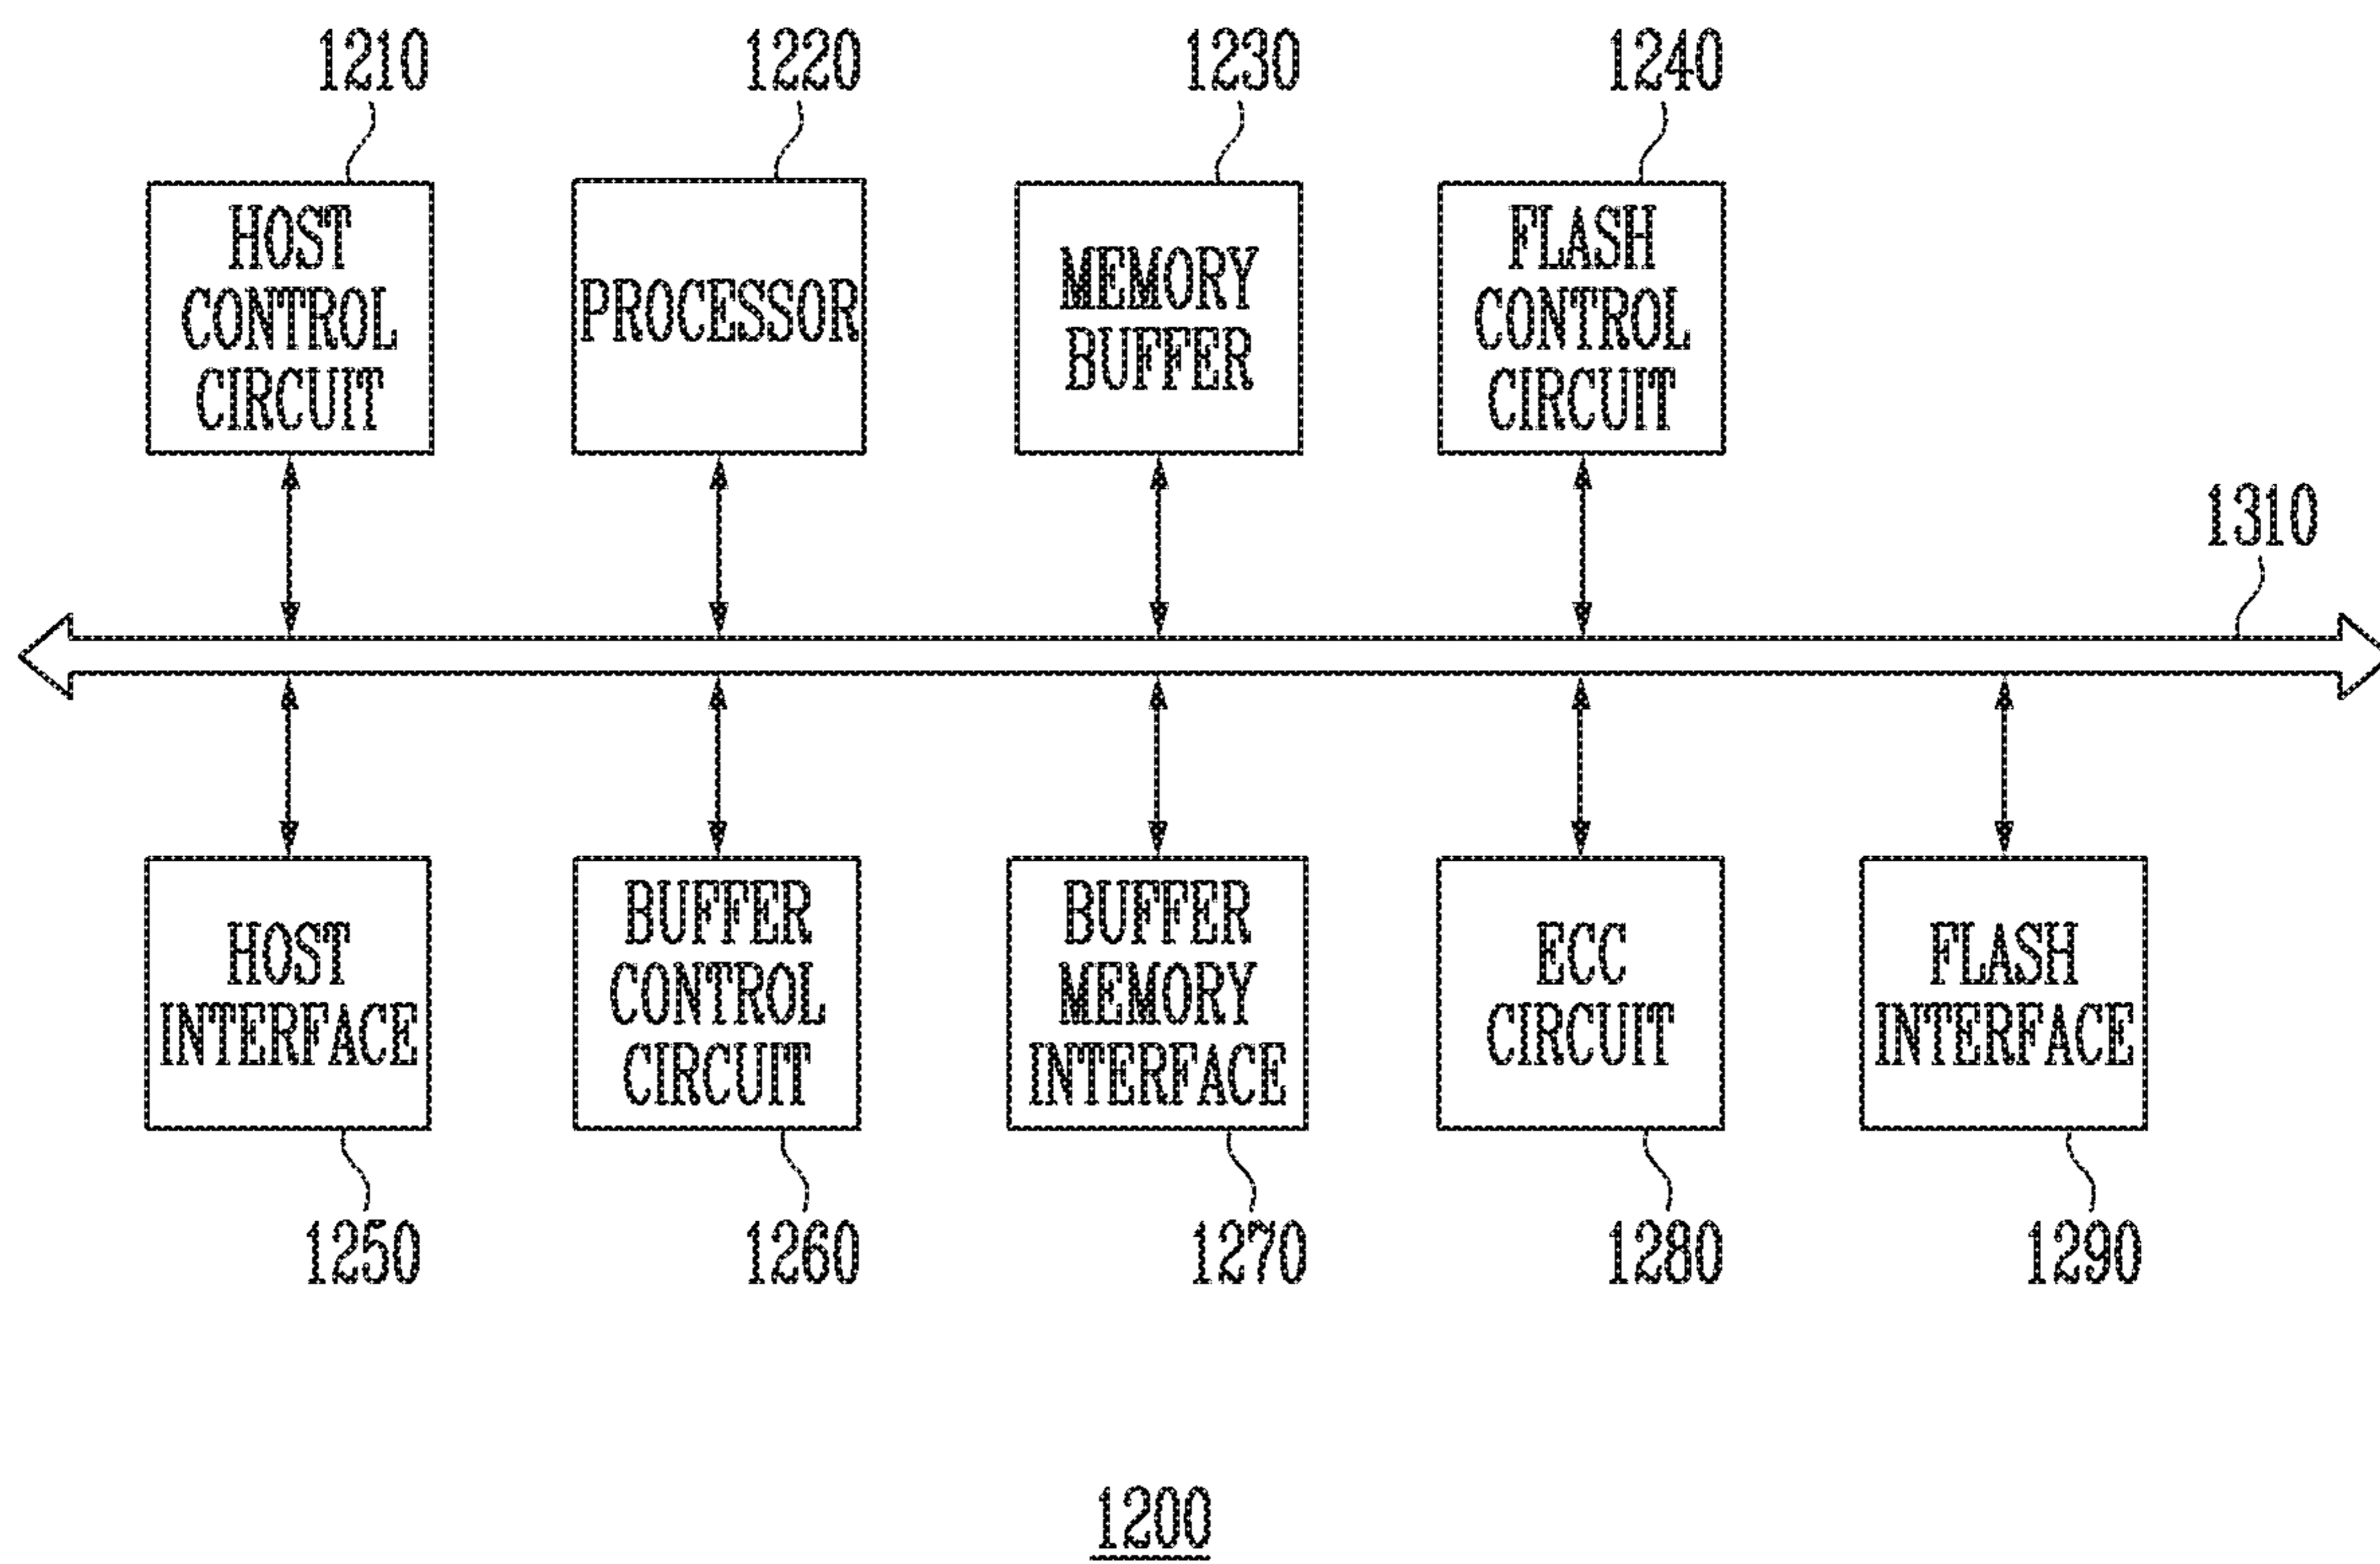 1210
1220
1230
1240
HOST
CONTROL
CIRCUIT
PROCESSOR
MEMORY
BUFFER
FLASH
CONTROL
CIRCUIT
1310
HOST
INTERFACE
BUFFER
CONTROL
CIRCUIT
BUFFER
MEMORY
INTERFACE
ECC
CIRCUIT
FLASH
INTERFACE
1250
1260
1270
1280
1290
1200